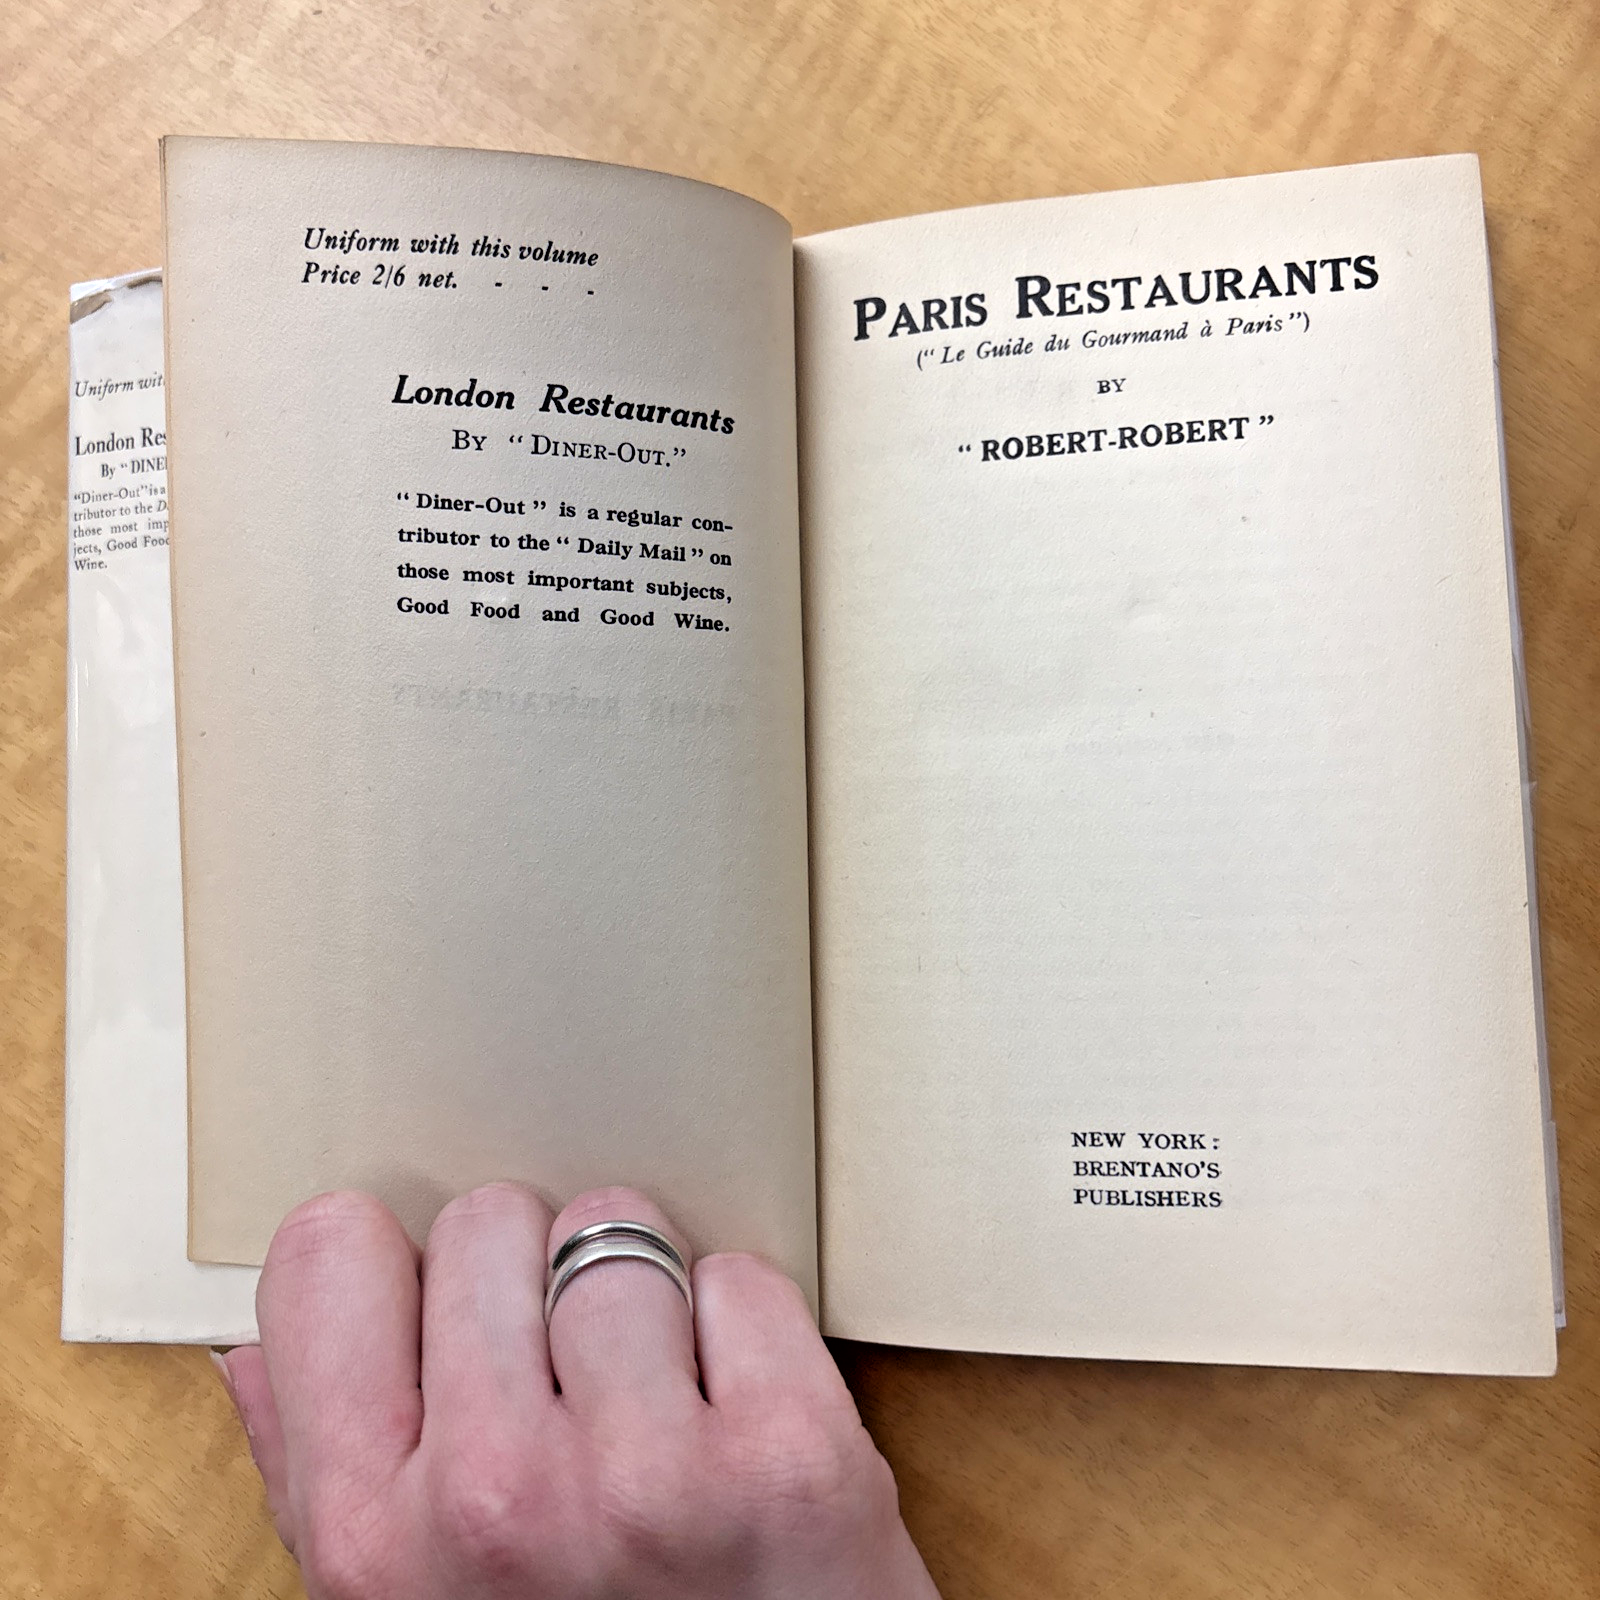 Uniform wit
London Res
By "DINE
"Diner-Out" is a
tributor to the D
those most imp
jects, Good Food
Wine.
Uniform with this volume
Price 2/6 net. - - -
London Restaurants
By "Diner-Out."
"Diner-Out" is a regular con-
tributor to the "Daily Mail" on
those most important subjects,
Good Food and Good Wine.
PARIS RESTAURANTS
("Le Guide du Gourmand à Paris")
BY
"ROBERT-ROBERT"
NEW YORK:
BRENTANO'S
PUBLISHERS